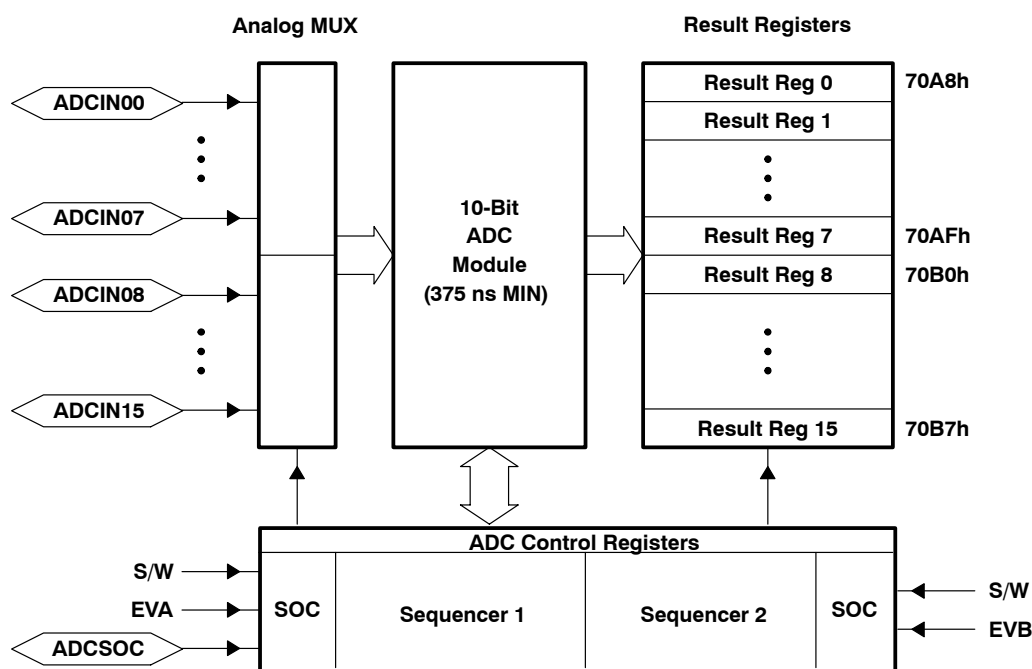 Analog MUX
Result Registers
ADCIN00
ADCIN07
ADCIN08
ADCIN15
10-Bit
ADC
Module
(375 ns MIN)
Result Reg 0
70A8h
Result Reg 1
Result Reg 7
70AFh
Result Reg 8
70B0h
Result Reg 15
70B7h
ADC Control Registers
S/W
EVA
ADCSOC
SOC
Sequencer 1
Sequencer 2
SOC
S/W
EVB